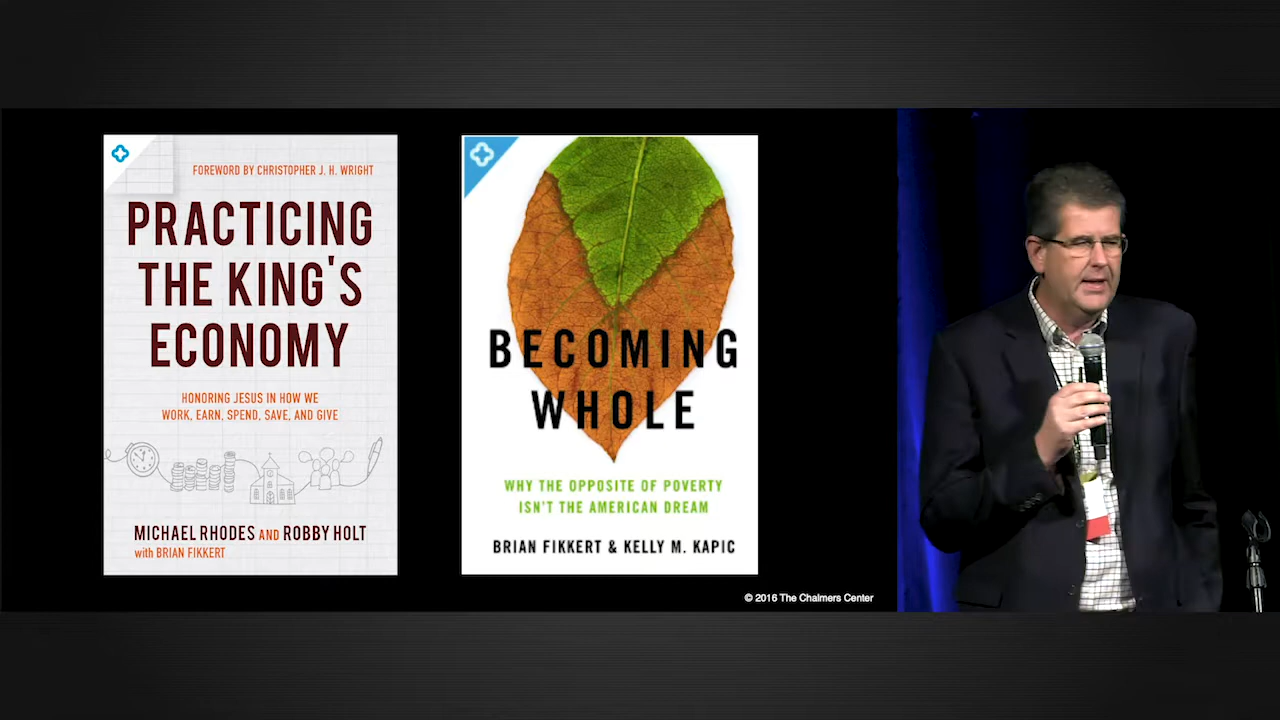 FOREWORD BY CHRISTOPHER J. H. WRIGHT
PRACTICING
THE KING'S
ECONOMY
HONORING JESUS IN HOW WE
WORK, EARN, SPEND, SAVE, AND GIVE
MICHAEL RHODES AND ROBBY HOLT
with BRIAN FIKKERT
BECOMING
WHOLE
WHY THE OPPOSITE OF POVERTY
ISN'T THE AMERICAN DREAM
BRIAN FIKKERT & KELLY M. KAPIC
© 2016 The Chalmers Center